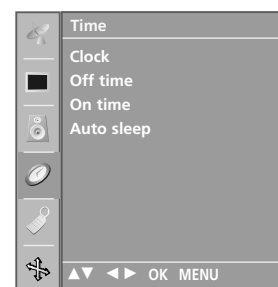 Time
Clock
Off time
On time
Auto sleep
▲▼ ◄► OK MENU